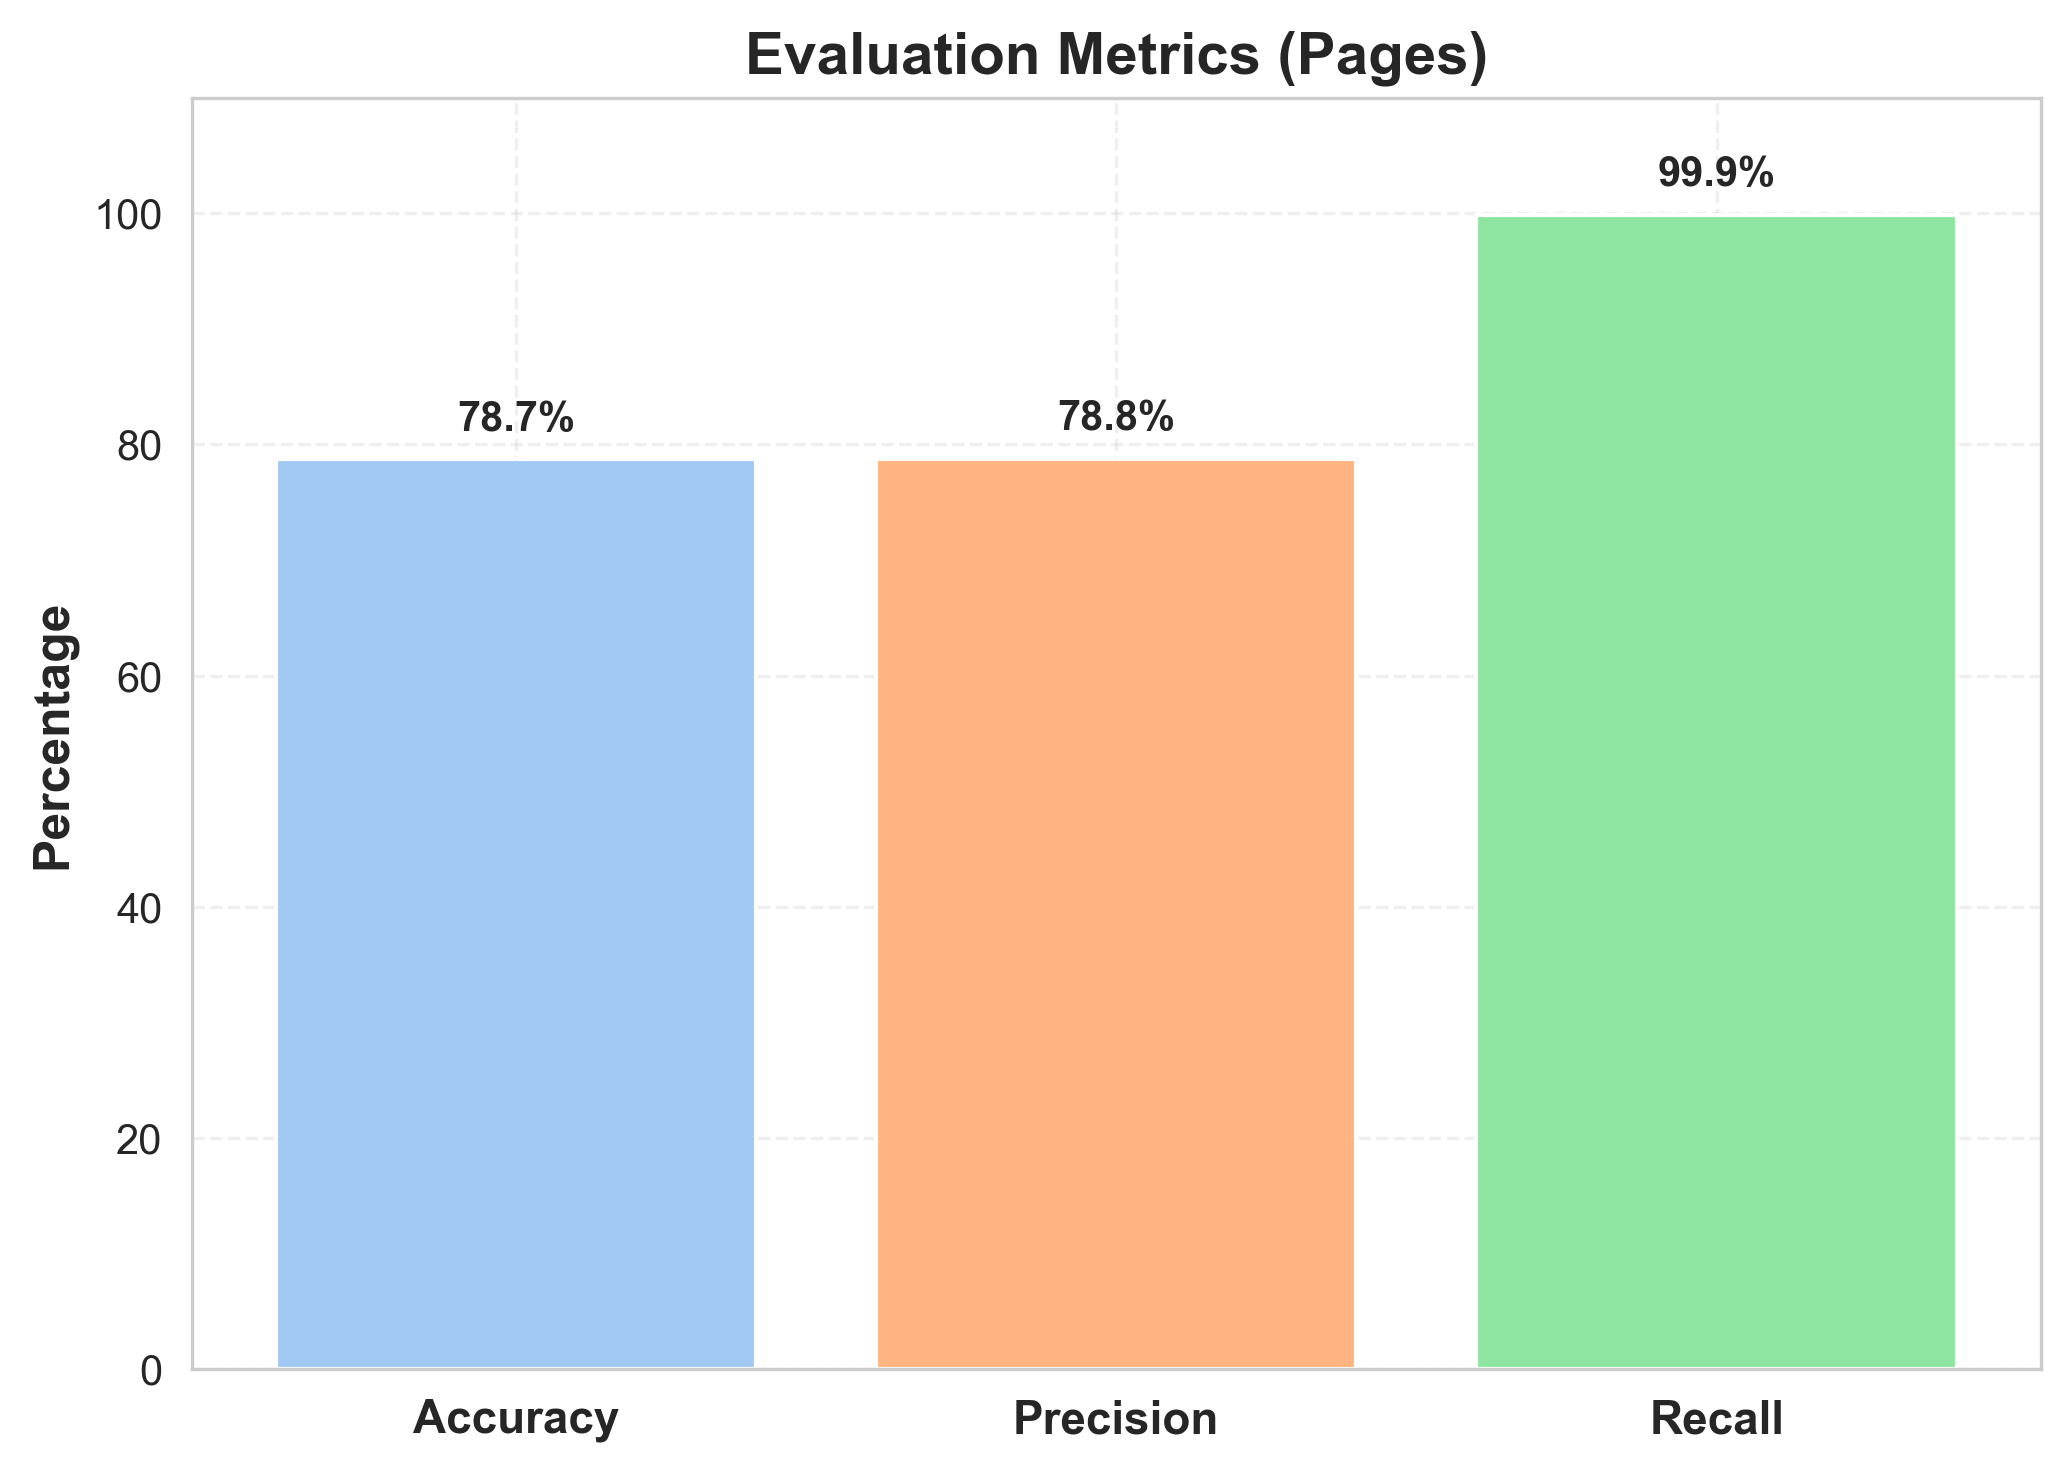 Evaluation Metrics (Pages)
99.9%
100
78.7%
78.8%
80
60
Percentage
40
20
0
Accuracy
Precision
Recall